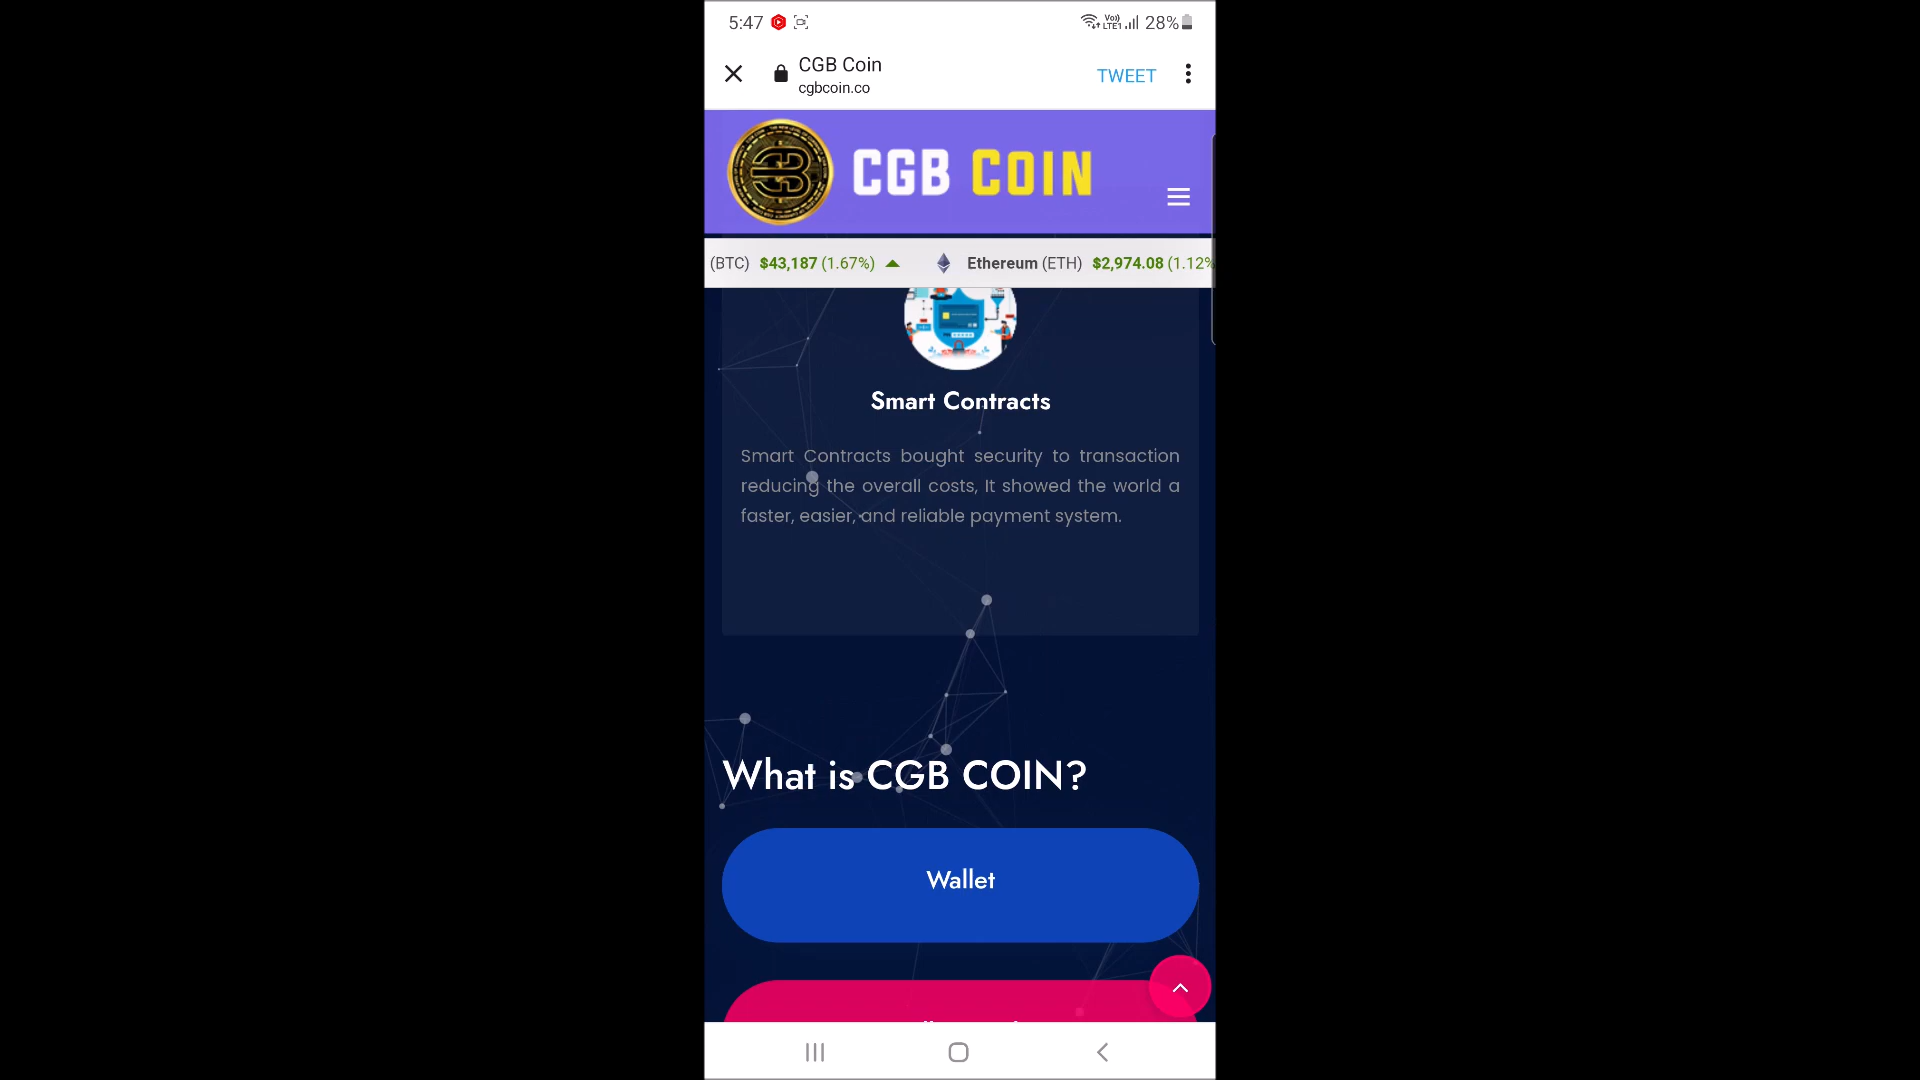 5:47 28%
CGB Coin
cgbcoin.co
TWEET
CGB COIN
(BTC) $43,187 (1.67%) Ethereum (ETH) $2,974.08 (1.12%
Smart Contracts
Smart Contracts bought security to transaction
reducing the overall costs, It showed the world a
faster, easier, and reliable payment system.
What is CGB COIN?
Wallet